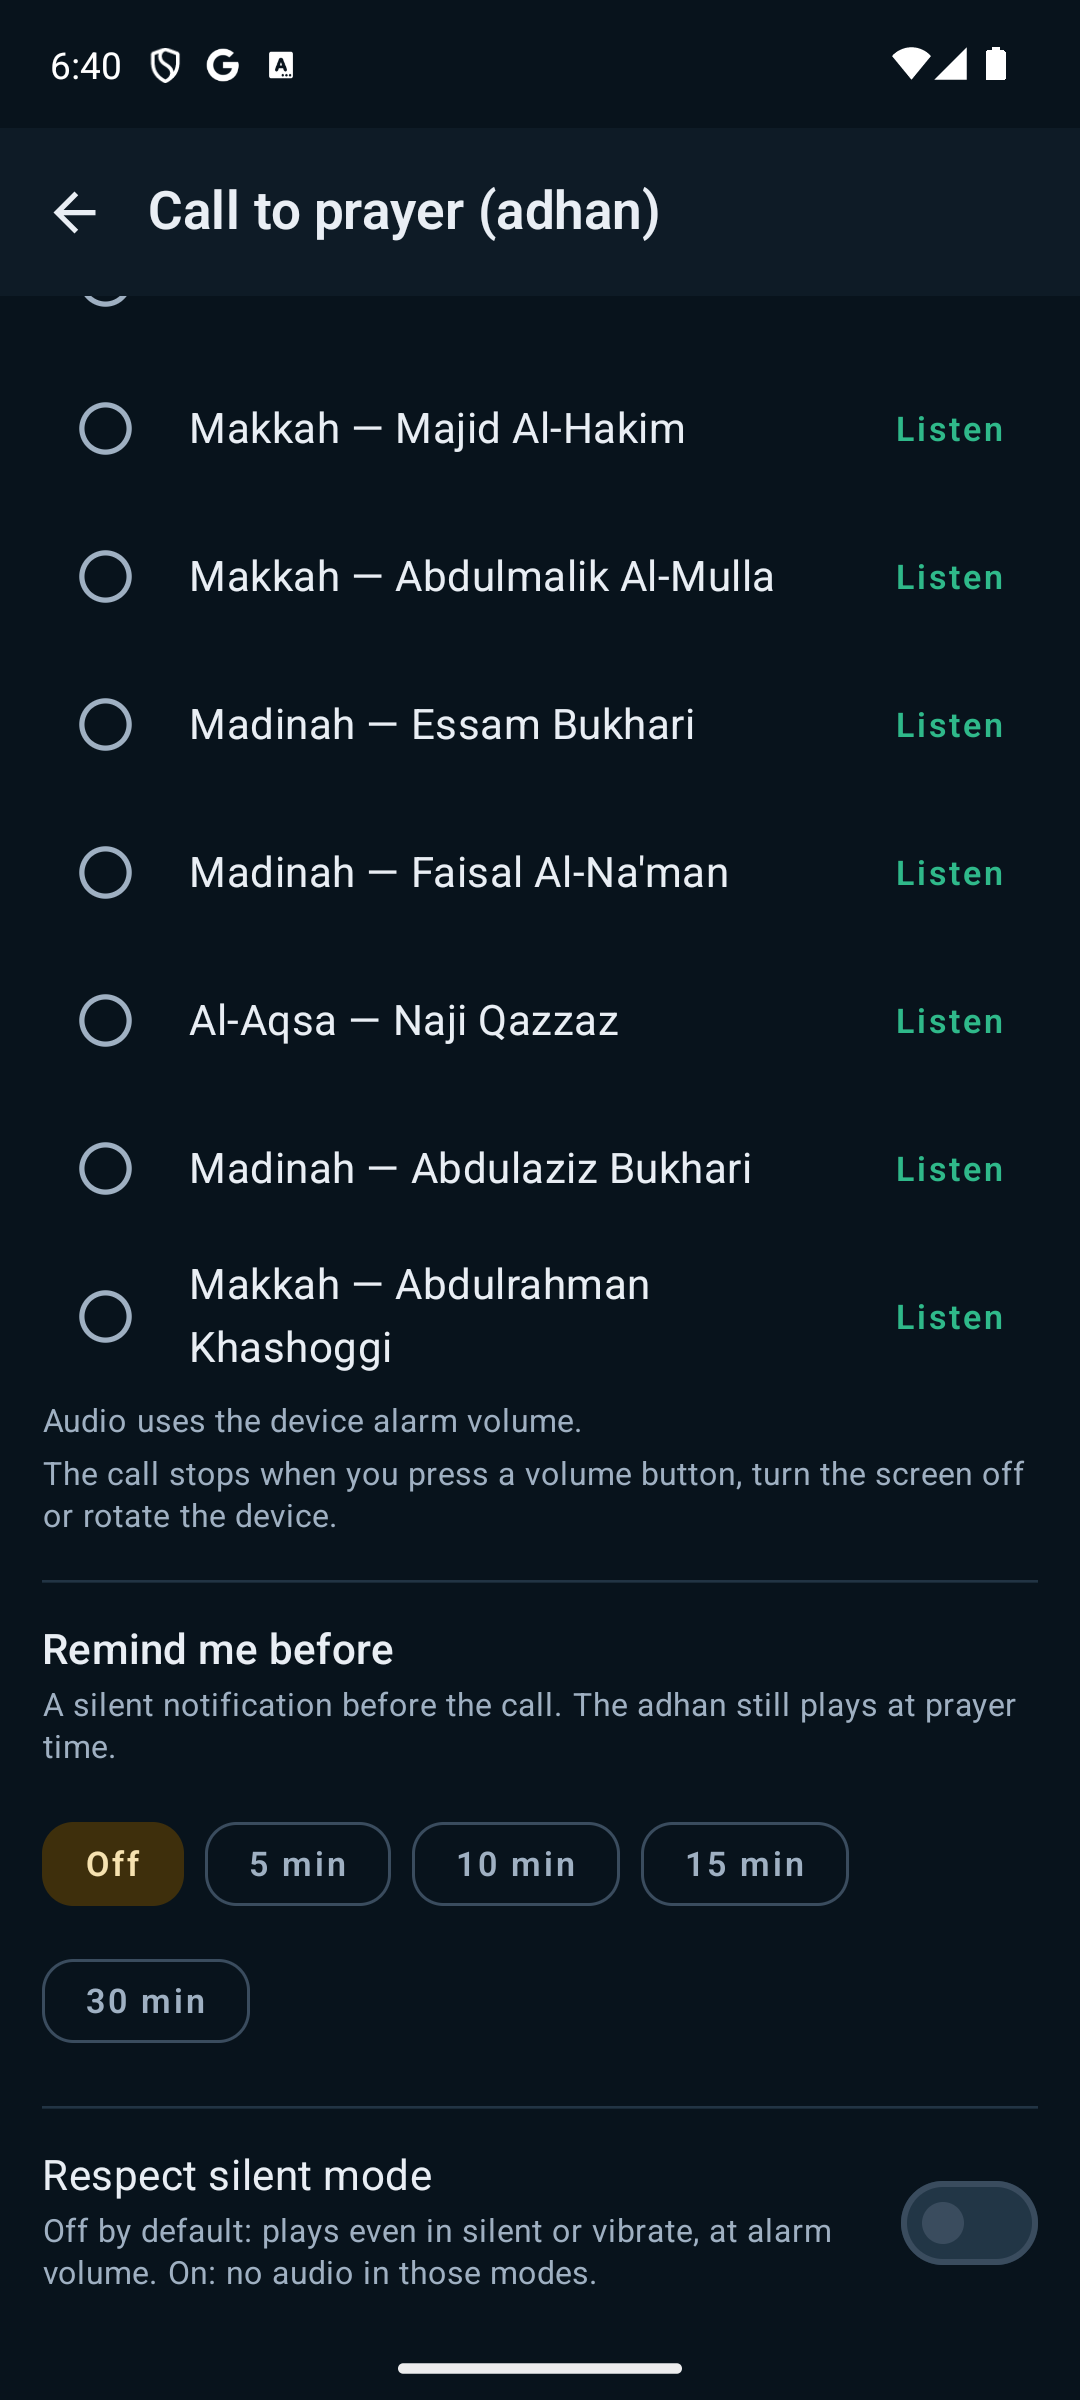 6:40
Call to prayer (adhan)
Makkah — Majid Al-Hakim
Listen
Makkah — Abdulmalik Al-Mulla
Listen
Madinah — Essam Bukhari
Listen
Madinah — Faisal Al-Na'man
Listen
Al-Aqsa — Naji Qazzaz
Listen
Madinah — Abdulaziz Bukhari
Listen
Makkah — Abdulrahman
Khashoggi
Listen
Audio uses the device alarm volume.
The call stops when you press a volume button, turn the screen off
or rotate the device.
Remind me before
A silent notification before the call. The adhan still plays at prayer
time.
Off
5 min
10 min
15 min
30 min
Respect silent mode
Off by default: plays even in silent or vibrate, at alarm
volume. On: no audio in those modes.